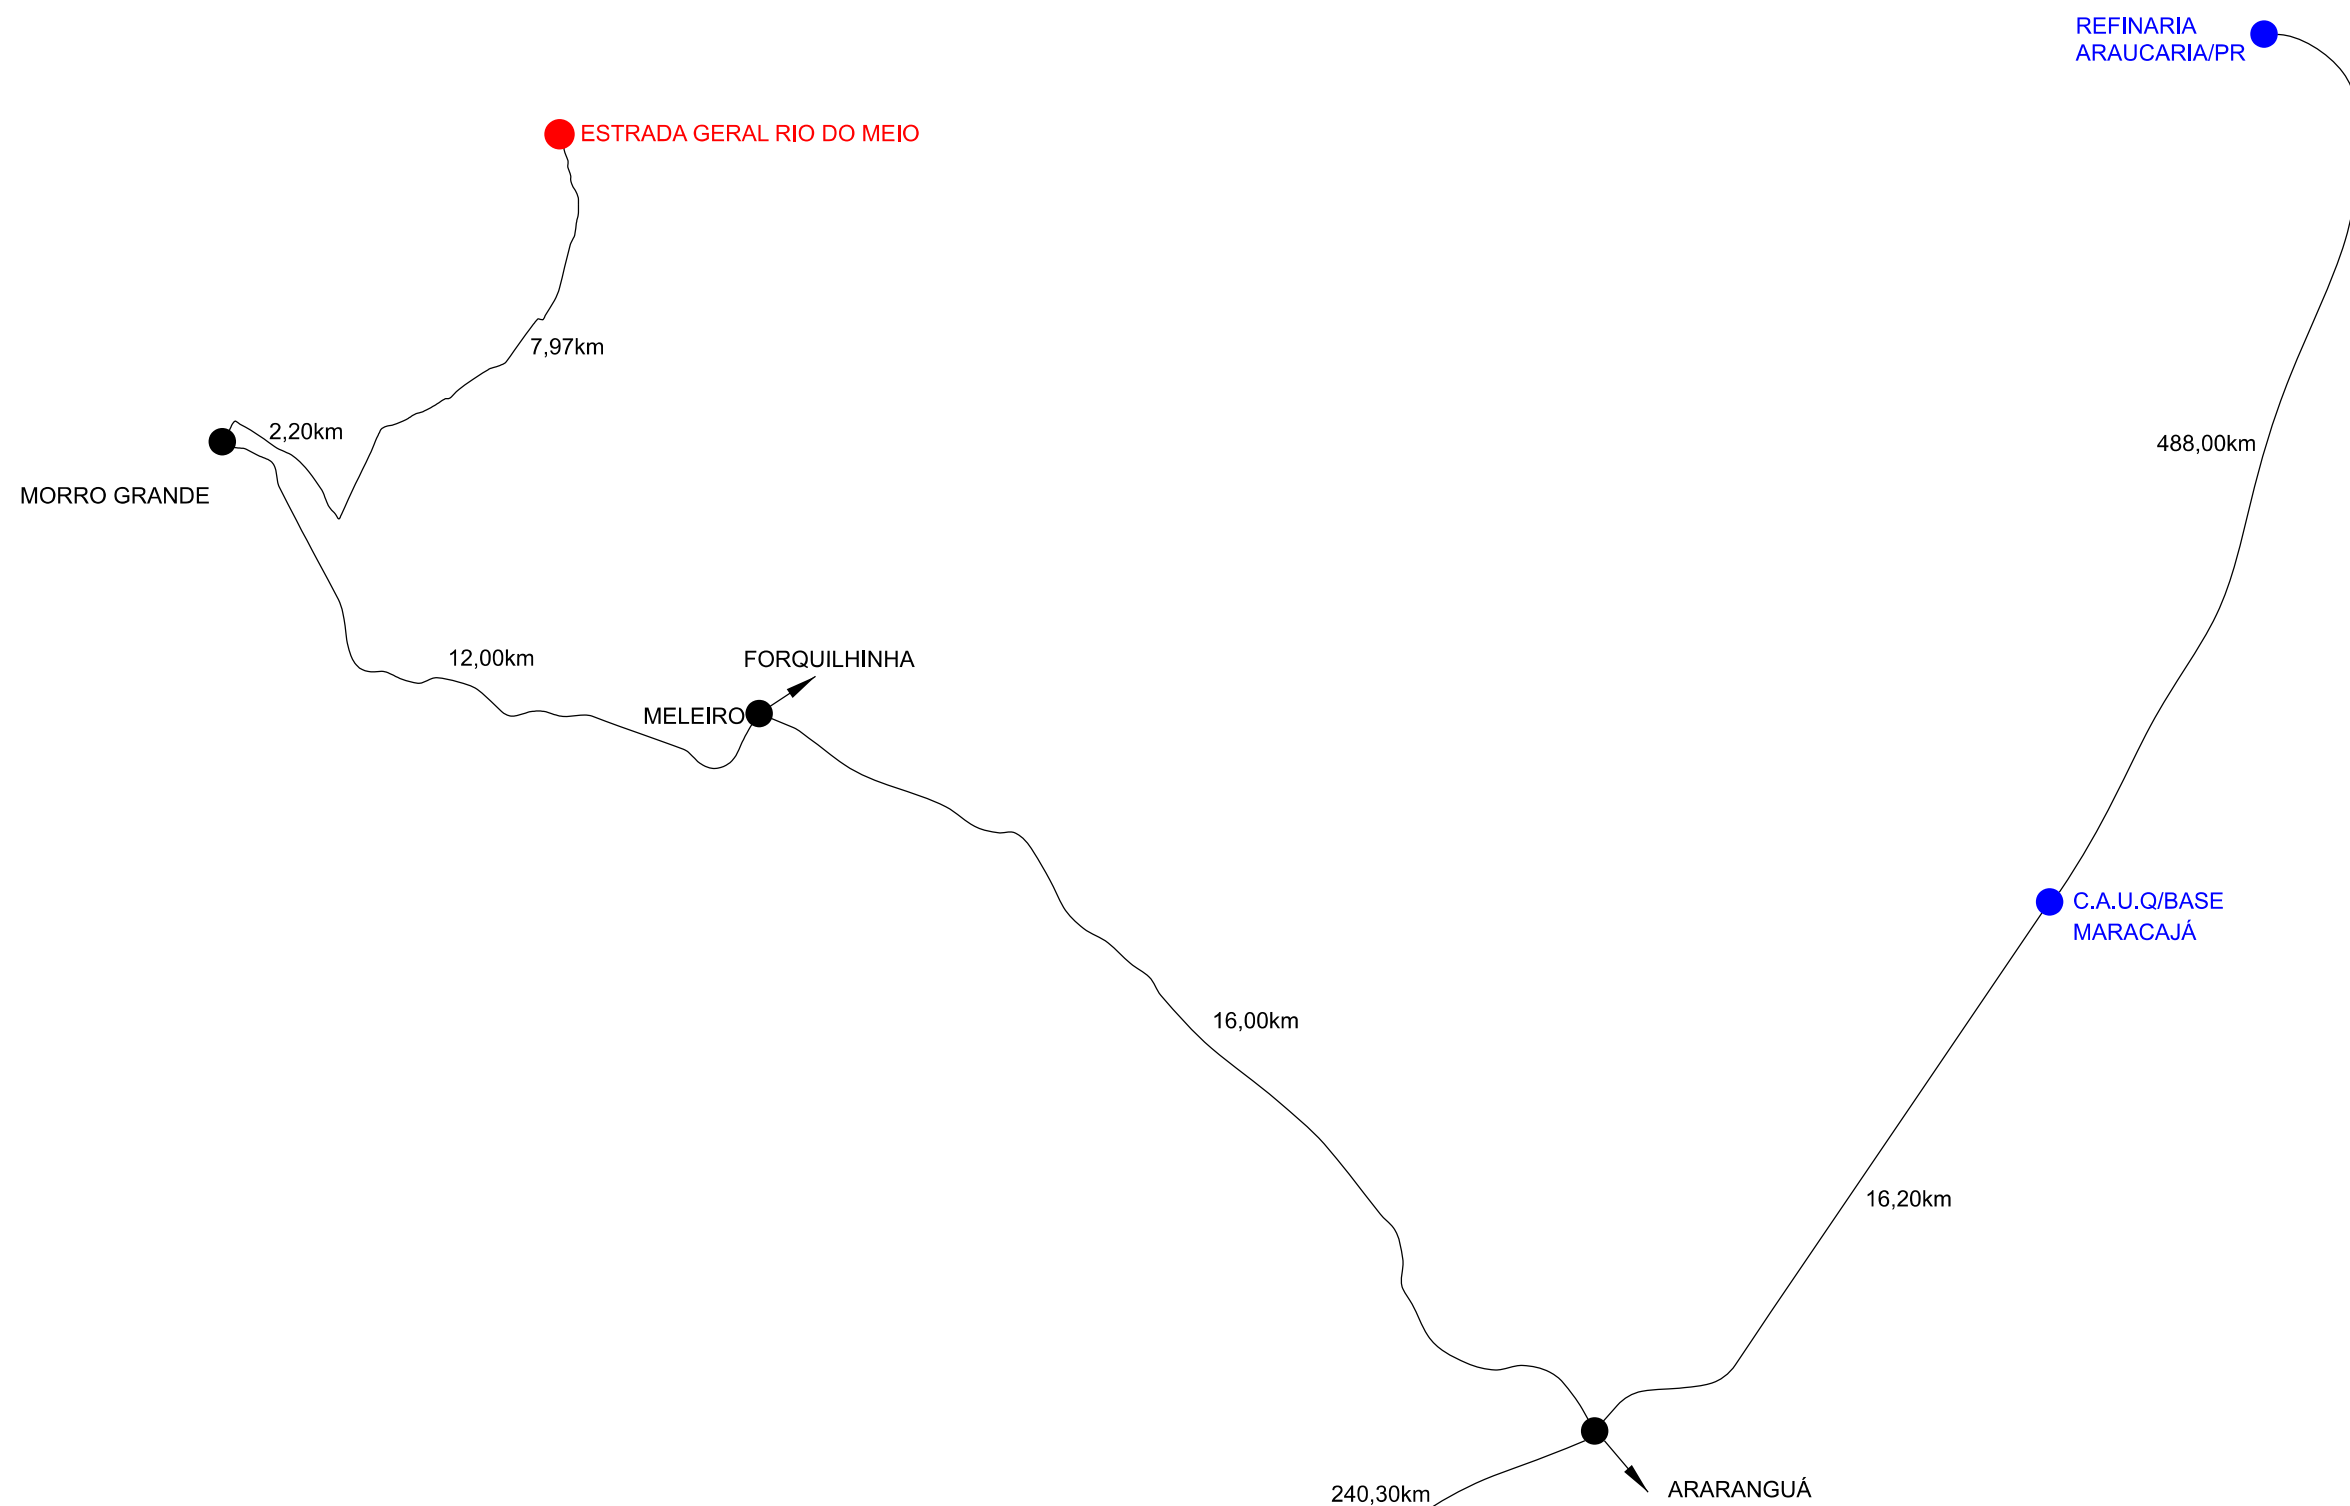 REFINARIA
ARAUCARIA/PR
ESTRADA GERAL RIO DO MEIO
7,97km
2,20km
488,00km
MORRO GRANDE
12,00km
FORQUILHINHA
MELEIRO
C.A.U.Q/BASE
MARACAJÁ
16,00km
16,20km
240,30km
ARARANGUÁ